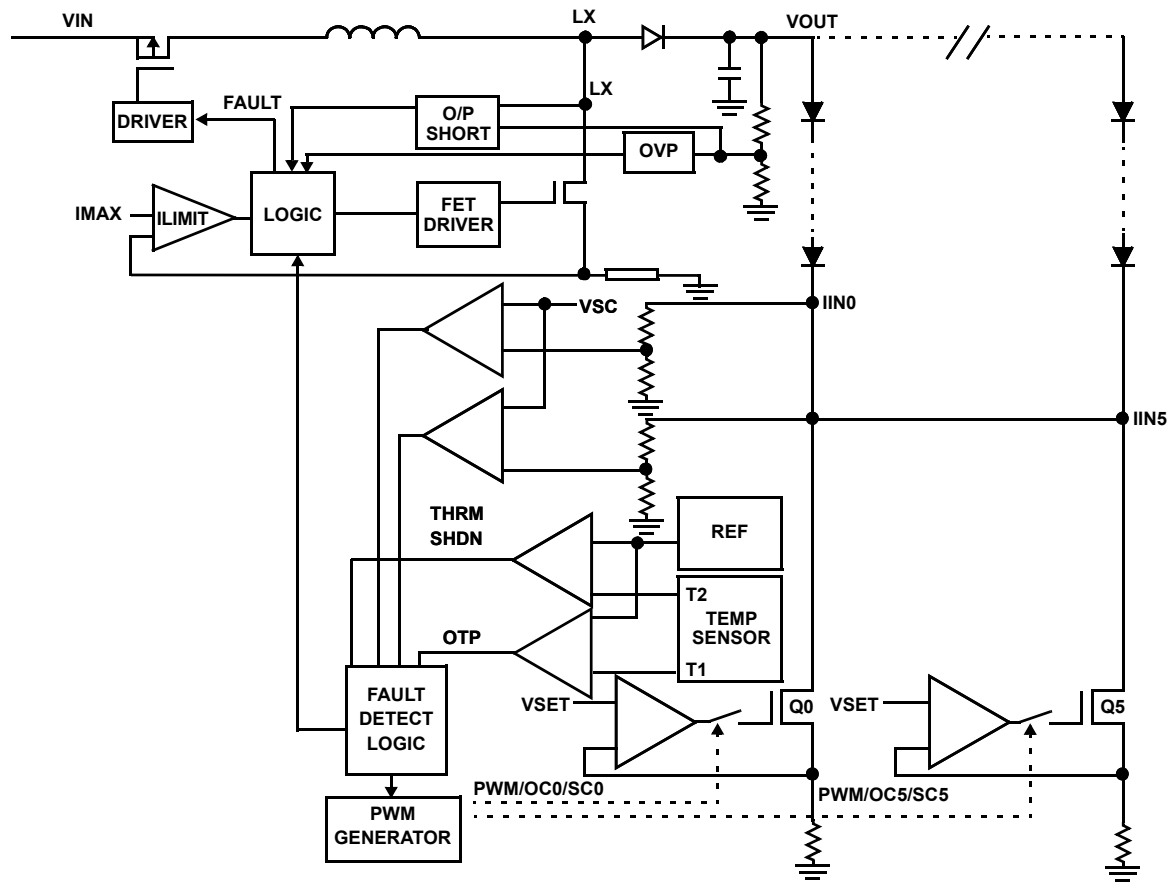 VIN
LX
VOUT
LX
FAULT
O/P
SHORT
DRIVER
OVP
IMAX
ILIMIT
LOGIC
FET
DRIVER
VSC
IIN0
IIN5
THRM
SHDN
REF
T2
TEMP
SENSOR
OTP
T1
FAULT
DETECT
LOGIC
VSET
Q0
VSET
Q5
PWM/OC0/SC0
PWM/OC5/SC5
PWM
GENERATOR